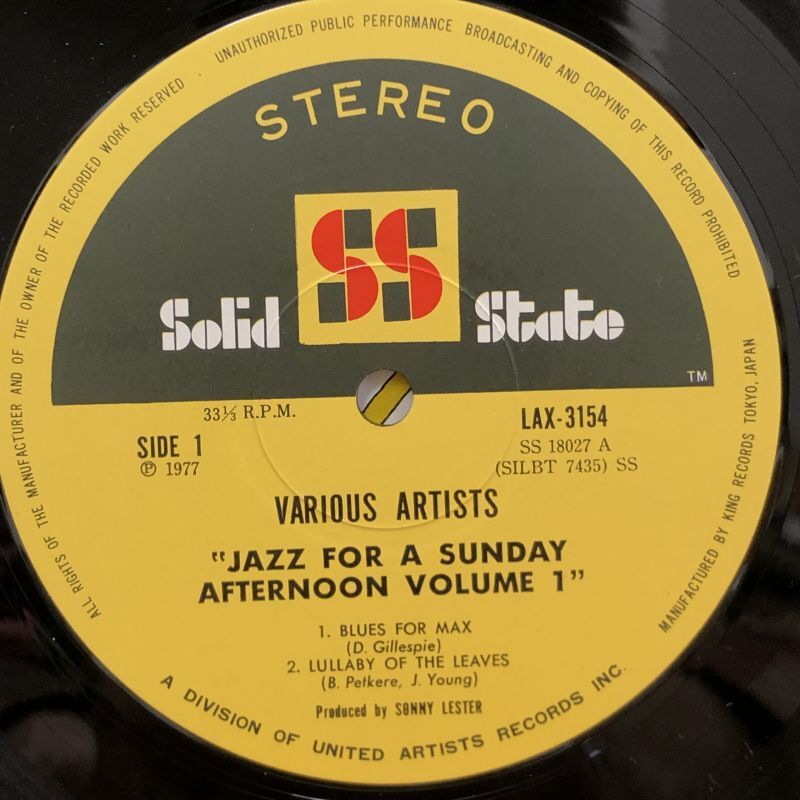 UNAUTHORIZED PUBLIC PERFORMANCE BROADCASTING AND COPYING OF THIS RECORD PROHIBITED
ALL RIGHTS OF THE MANUFACTURER AND OF THE OWNER OF THE RECORDED WORK RESERVED
STEREO
SS
Solid State
TM
33⅓ R.P.M.
SIDE 1
℗ 1977
LAX-3154
SS 18027 A
(SILBT 7435) SS
VARIOUS ARTISTS
"JAZZ FOR A SUNDAY
AFTERNOON VOLUME 1"
1. BLUES FOR MAX
(D. Gillespie)
2. LULLABY OF THE LEAVES
(B. Petkere, J. Young)
Produced by SONNY LESTER
A DIVISION OF UNITED ARTISTS RECORDS INC.
MANUFACTURED BY KING RECORDS TOKYO, JAPAN